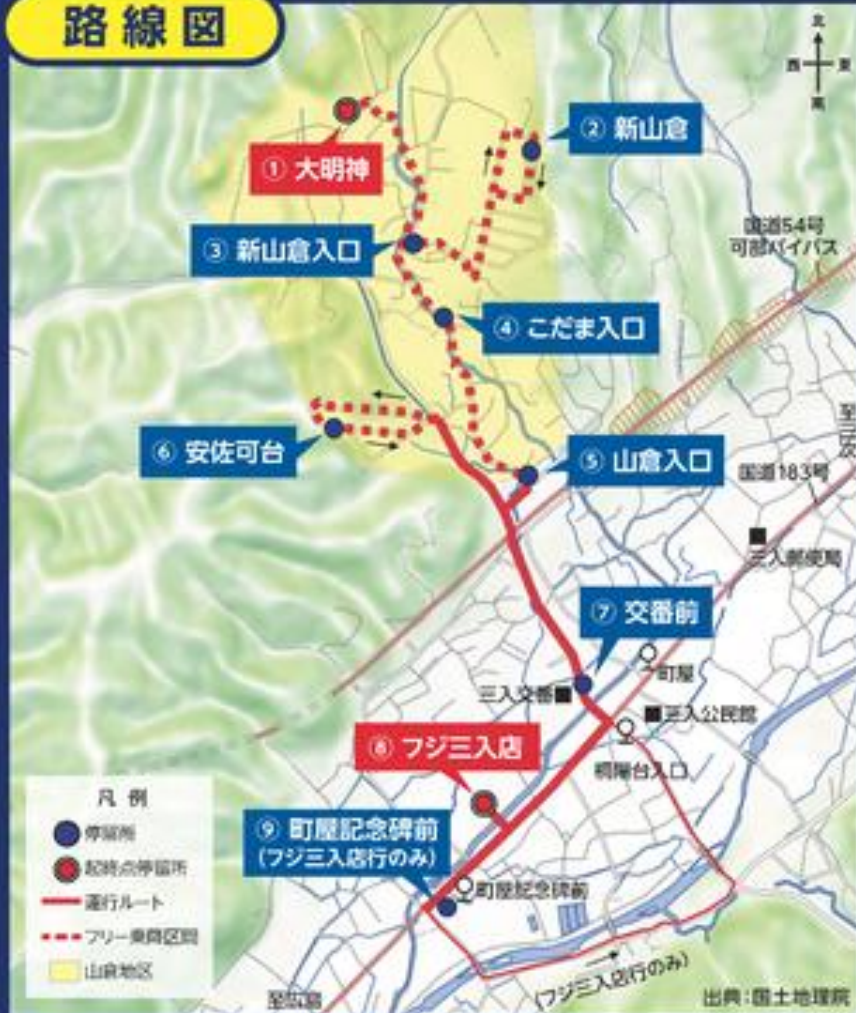 路線図
北
西 東
南
① 大明神
② 新山倉
③ 新山倉入口
国道54号
可部バイパス
④ こだま入口
至三次
⑥ 安佐可台
⑤ 山倉入口
国道183号
三入郵便局
⑦ 交番前
町屋
三入交番
三入公民館
⑧ フジ三入店
桐陽台入口
凡例
停留所
起終点停留所
運行ルート
フリー乗降区間
山倉地区
⑨ 町屋記念碑前
(フジ三入店行のみ)
町屋記念碑前
至広島
(フジ三入店行のみ)
出典:国土地理院